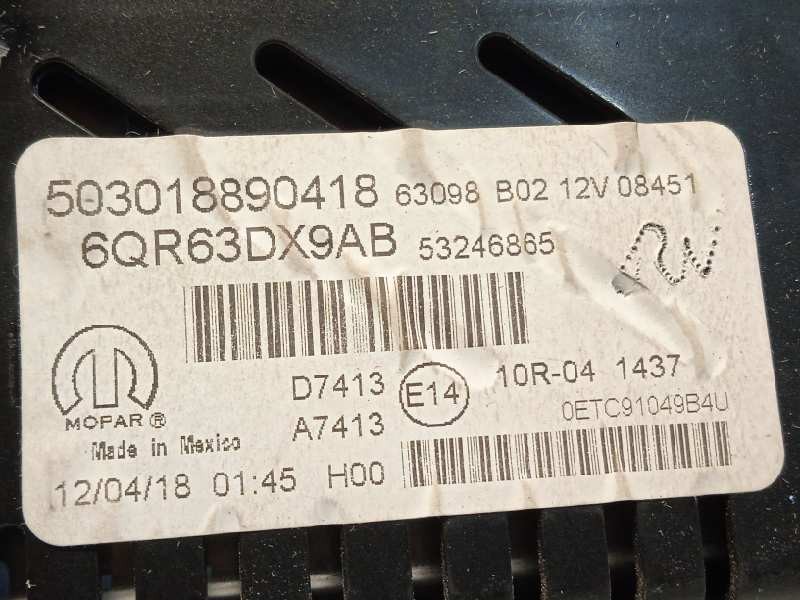 503018890418 63098 B02 12V 08451
6QR63DX9AB 53246865
D7413 E14 10R-04 1437
MOPAR ® A7413 0ETC91049B4U
Made in Mexico
12/04/18 01:45 H00